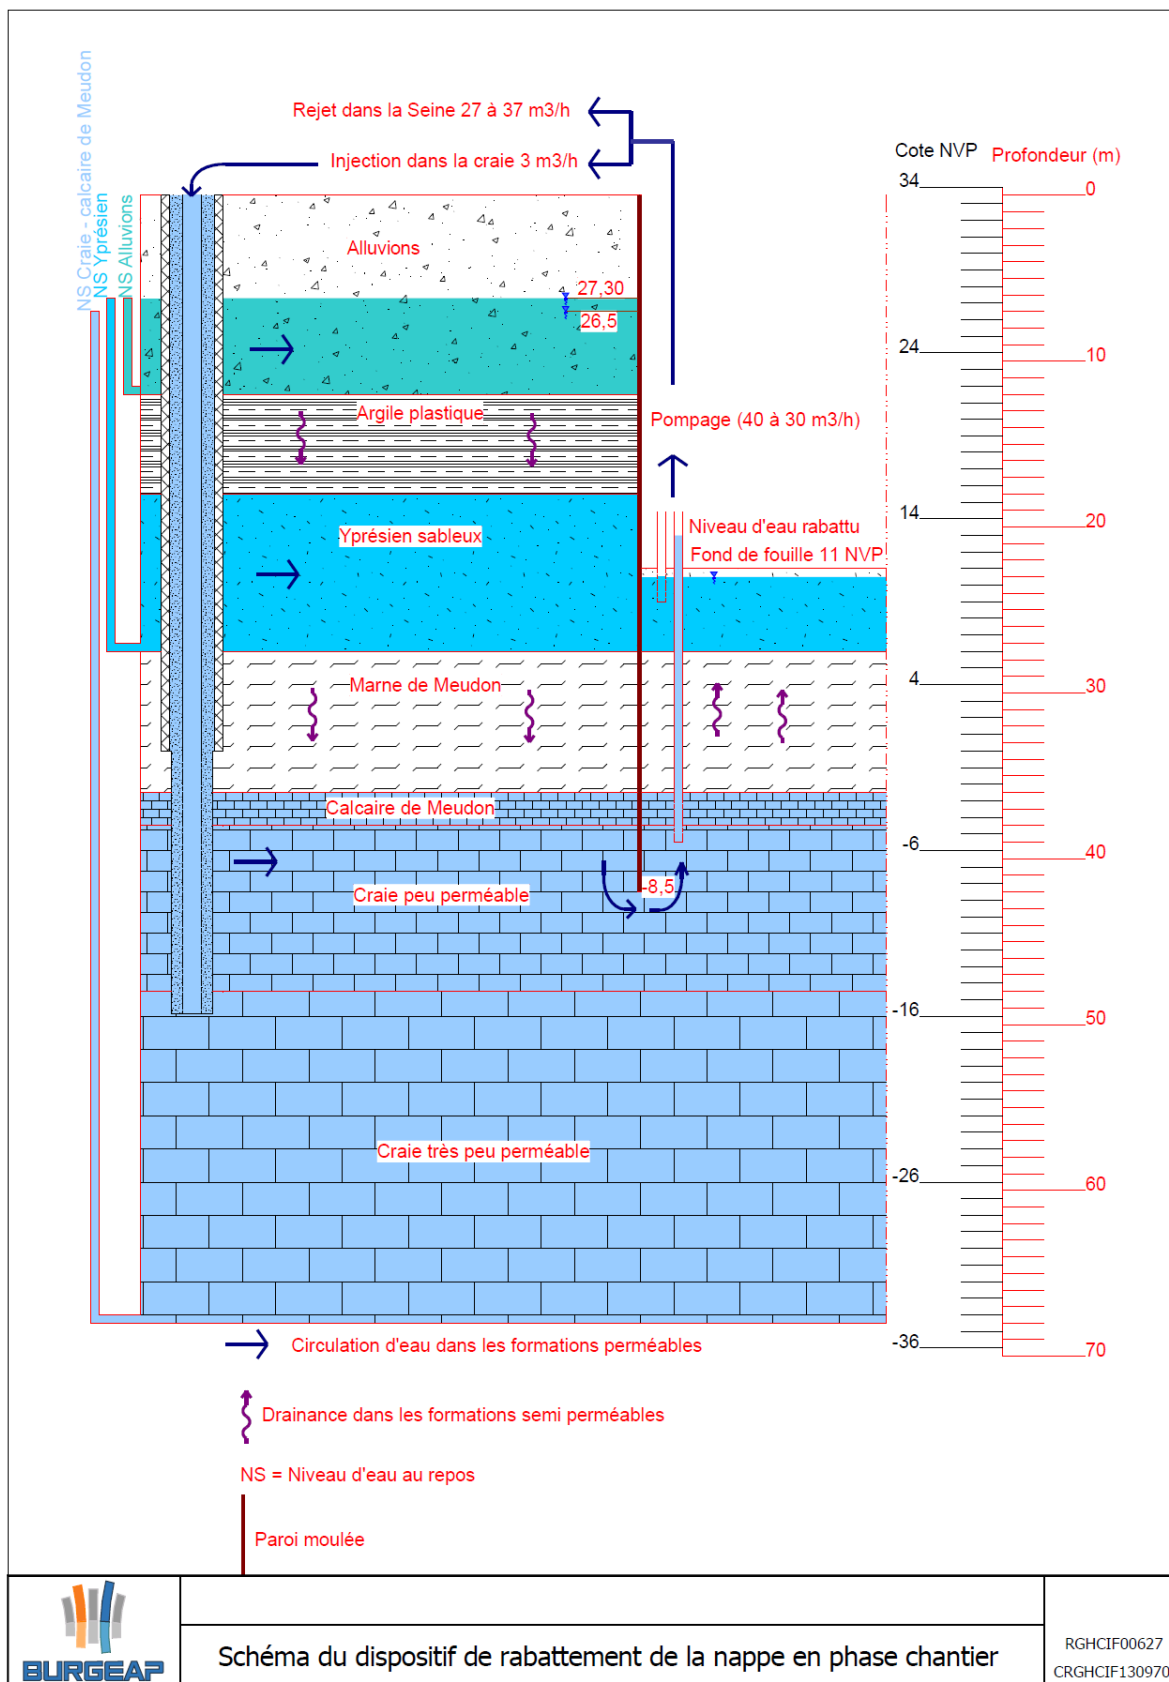 Rejet dans la Seine 27 à 37 m3/h
Injection dans la craie 3 m3/h
NS Craie - calcaire de Meudon
NS Yprésien
NS Alluvions
Cote NVP
Profondeur (m)
34
0
Alluvions
27,30
26,5
24
10
Argile plastique
Pompage (40 à 30 m3/h)
14
20
Yprésien sableux
Niveau d'eau rabattu
Fond de fouille 11 NVP
Marne de Meudon
4
30
Calcaire de Meudon
-6
40
Craie peu perméable
-8,5
-16
50
Craie très peu perméable
-26
60
-36
70
Circulation d'eau dans les formations perméables
Drainance dans les formations semi perméables
NS = Niveau d'eau au repos
Paroi moulée
BURGEAP
Schéma du dispositif de rabattement de la nappe en phase chantier
RGHCIF00627
CRGHCIF130970